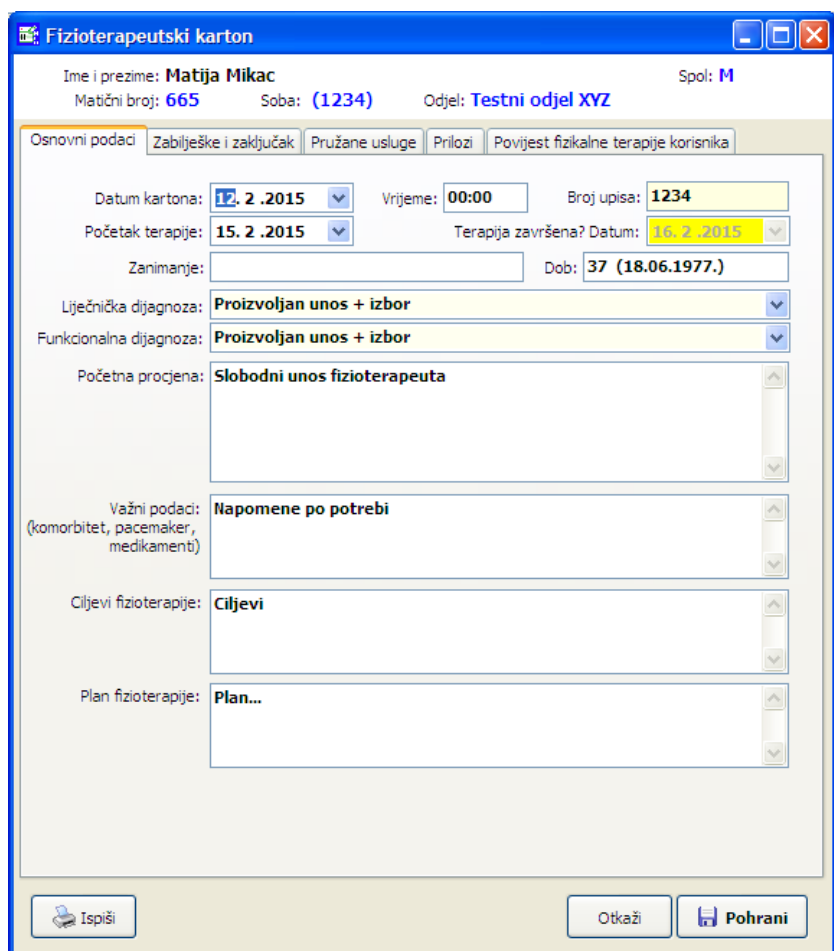 Fizioterapeutski karton
Ime i prezime: Matija Mikac Spol: M
Matični broj: 665 Soba: (1234) Odjel: Testni odjel XYZ
Osnovni podaci Zabilješke i zaključak Pružane usluge Prilozi Povijest fizikalne terapije korisnika
Datum kartona: 12. 2 .2015 Vrijeme: 00:00 Broj upisa: 1234
Početak terapije: 15. 2 .2015 Terapija završena? Datum: 16. 2 .2015
Zanimanje: Dob: 37 (18.06.1977.)
Liječnička dijagnoza: Proizvoljan unos + izbor
Funkcionalna dijagnoza: Proizvoljan unos + izbor
Početna procjena: Slobodni unos fizioterapeuta
Važni podaci: Napomene po potrebi
(komorbitet, pacemaker,
medikamenti)
Ciljevi fizioterapije: Ciljevi
Plan fizioterapije: Plan...
Ispiši Otkaži Pohrani